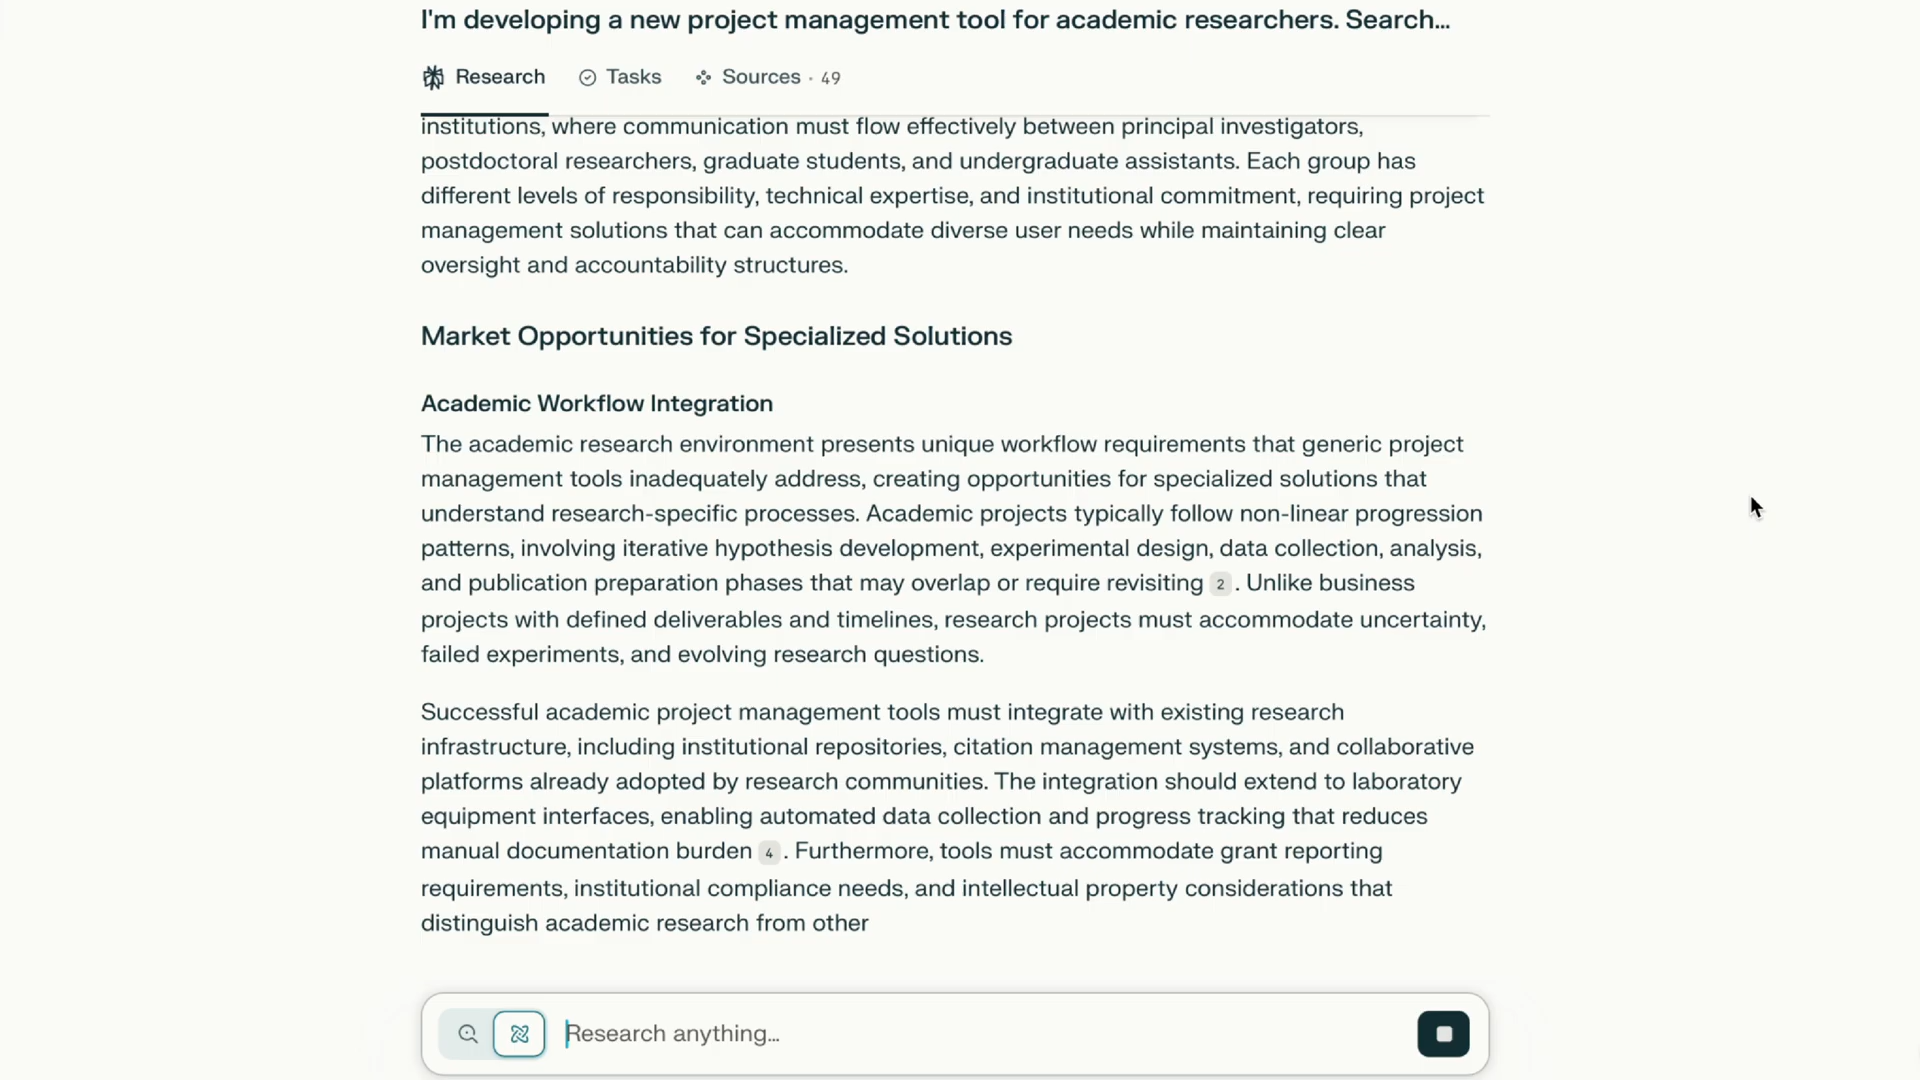 I'm developing a new project management tool for academic researchers. Search...
Research Tasks Sources · 49
institutions, where communication must flow effectively between principal investigators,
postdoctoral researchers, graduate students, and undergraduate assistants. Each group has
different levels of responsibility, technical expertise, and institutional commitment, requiring project
management solutions that can accommodate diverse user needs while maintaining clear
oversight and accountability structures.
Market Opportunities for Specialized Solutions
Academic Workflow Integration
The academic research environment presents unique workflow requirements that generic project
management tools inadequately address, creating opportunities for specialized solutions that
understand research-specific processes. Academic projects typically follow non-linear progression
patterns, involving iterative hypothesis development, experimental design, data collection, analysis,
and publication preparation phases that may overlap or require revisiting 2 . Unlike business
projects with defined deliverables and timelines, research projects must accommodate uncertainty,
failed experiments, and evolving research questions.
Successful academic project management tools must integrate with existing research
infrastructure, including institutional repositories, citation management systems, and collaborative
platforms already adopted by research communities. The integration should extend to laboratory
equipment interfaces, enabling automated data collection and progress tracking that reduces
manual documentation burden 4 . Furthermore, tools must accommodate grant reporting
requirements, institutional compliance needs, and intellectual property considerations that
distinguish academic research from other
Research anything...